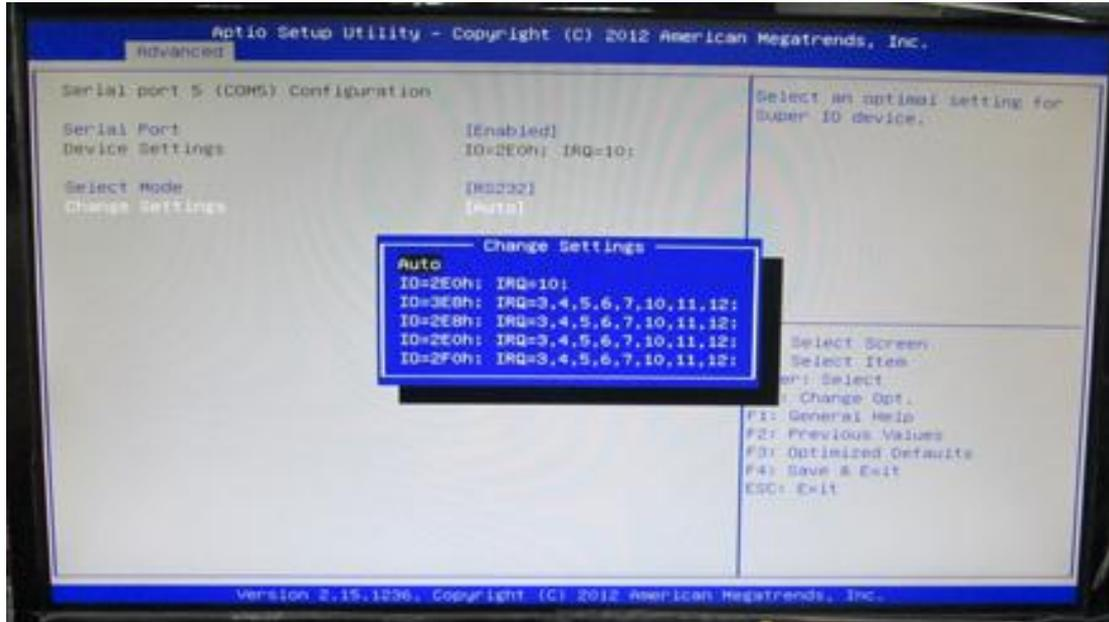 Aptio Setup Utility – Copyright (C) 2012 American Megatrends, Inc.
Advanced
Serial port 5 (COM5) Configuration
Serial Port [Enabled]
Device Settings IO=2E0h; IRQ=10;
Select Mode [RS232]
Change Settings [Auto]
Select an optimal setting for
Super IO device.
Change Settings
Auto
IO=2E0h; IRQ=10;
IO=3E8h; IRQ=3,4,5,6,7,10,11,12;
IO=2E8h; IRQ=3,4,5,6,7,10,11,12;
IO=2E0h; IRQ=3,4,5,6,7,10,11,12;
IO=2F0h; IRQ=3,4,5,6,7,10,11,12;
Select Screen
Select Item
er: Select
: Change Opt.
F1: General Help
F2: Previous Values
F3: Optimized Defaults
F4: Save & Exit
ESC: Exit
Version 2.15.1236. Copyright (C) 2012 American Megatrends, Inc.